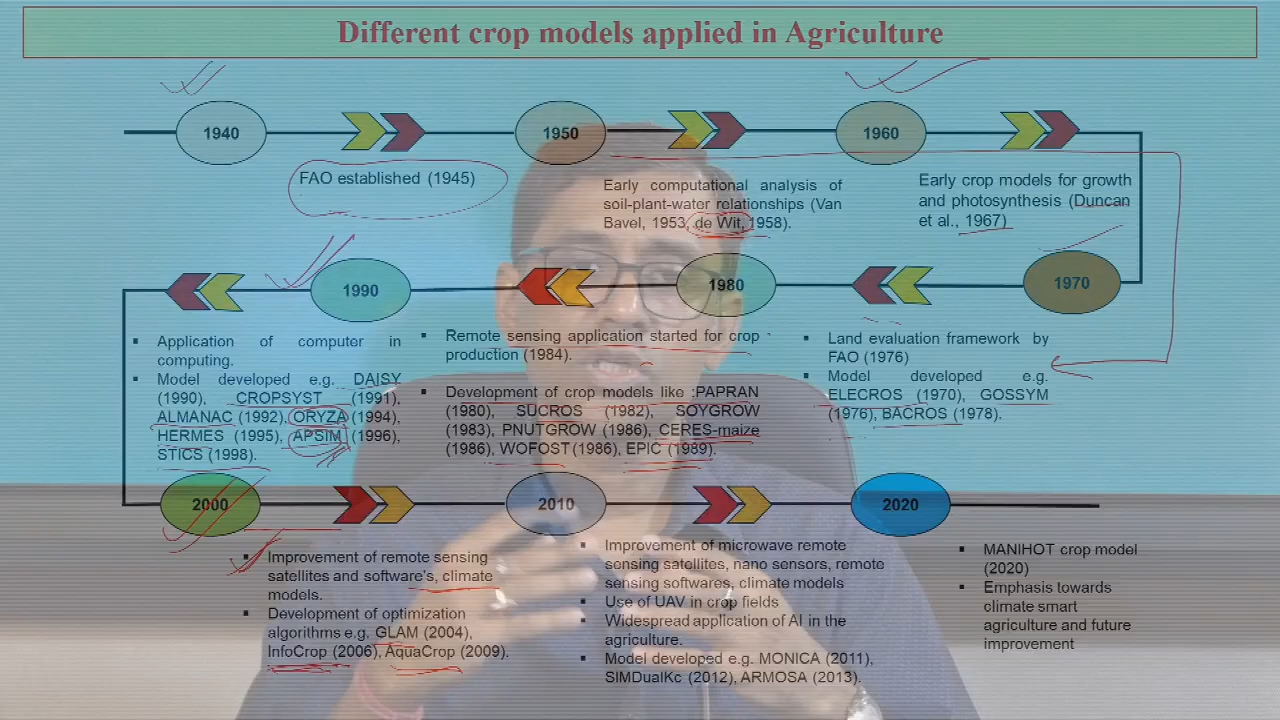 Different crop models applied in Agriculture
1940
1950
1960
FAO established (1945)
Early computational analysis of
soil-plant-water relationships (Van
Bavel, 1953, de Wit, 1958).
Early crop models for growth
and photosynthesis (Duncan
et al., 1967)
1990
1980
1970
Application of computer in
computing.
Model developed e.g. DAISY
(1990), CROPSYST (1991),
ALMANAC (1992), ORYZA (1994),
HERMES (1995), APSIM (1996),
STICS (1998).
Remote sensing application started for crop
production (1984).
Development of crop models like :PAPRAN
(1980), SUCROS (1982), SOYGROW
(1983), PNUTGROW (1986), CERES-maize
(1986), WOFOST(1986), EPIC (1989).
Land evaluation framework by
FAO (1976)
Model developed e.g.
ELECROS (1970), GOSSYM
(1976), BACROS (1978).
2000
2010
2020
Improvement of remote sensing
satellites and software's, climate
models.
Development of optimization
algorithms e.g. GLAM (2004),
InfoCrop (2006), AquaCrop (2009).
Improvement of microwave remote
sensing satellites, nano sensors, remote
sensing softwares, climate models
Use of UAV in crop fields
Widespread application of AI in the
agriculture.
Model developed e.g. MONICA (2011),
SIMDualKc (2012), ARMOSA (2013).
MANIHOT crop model
(2020)
Emphasis towards
climate smart
agriculture and future
improvement